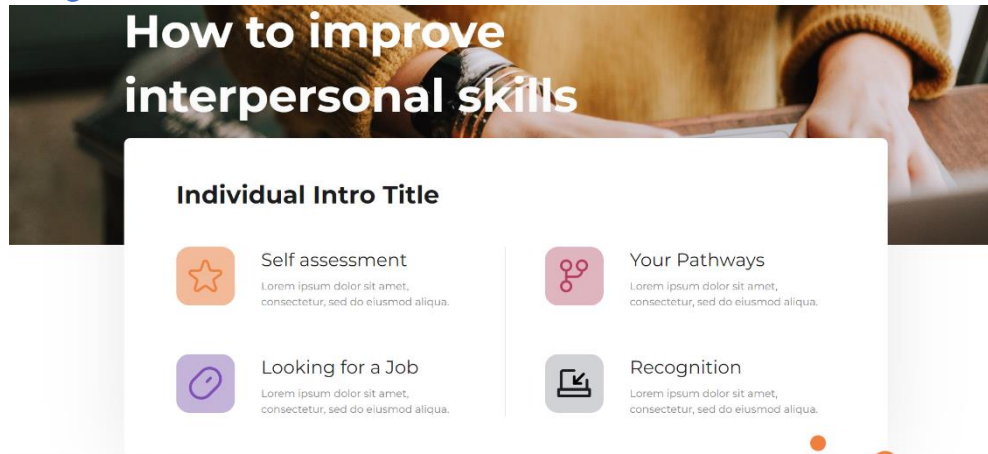 How to improve
interpersonal skills
Individual Intro Title
Self assessment
Lorem ipsum dolor sit amet,
consectetur, sed do eiusmod aliqua.
Your Pathways
Lorem ipsum dolor sit amet,
consectetur, sed do eiusmod aliqua.
Looking for a Job
Lorem ipsum dolor sit amet,
consectetur, sed do eiusmod aliqua.
Recognition
Lorem ipsum dolor sit amet,
consectetur, sed do eiusmod aliqua.